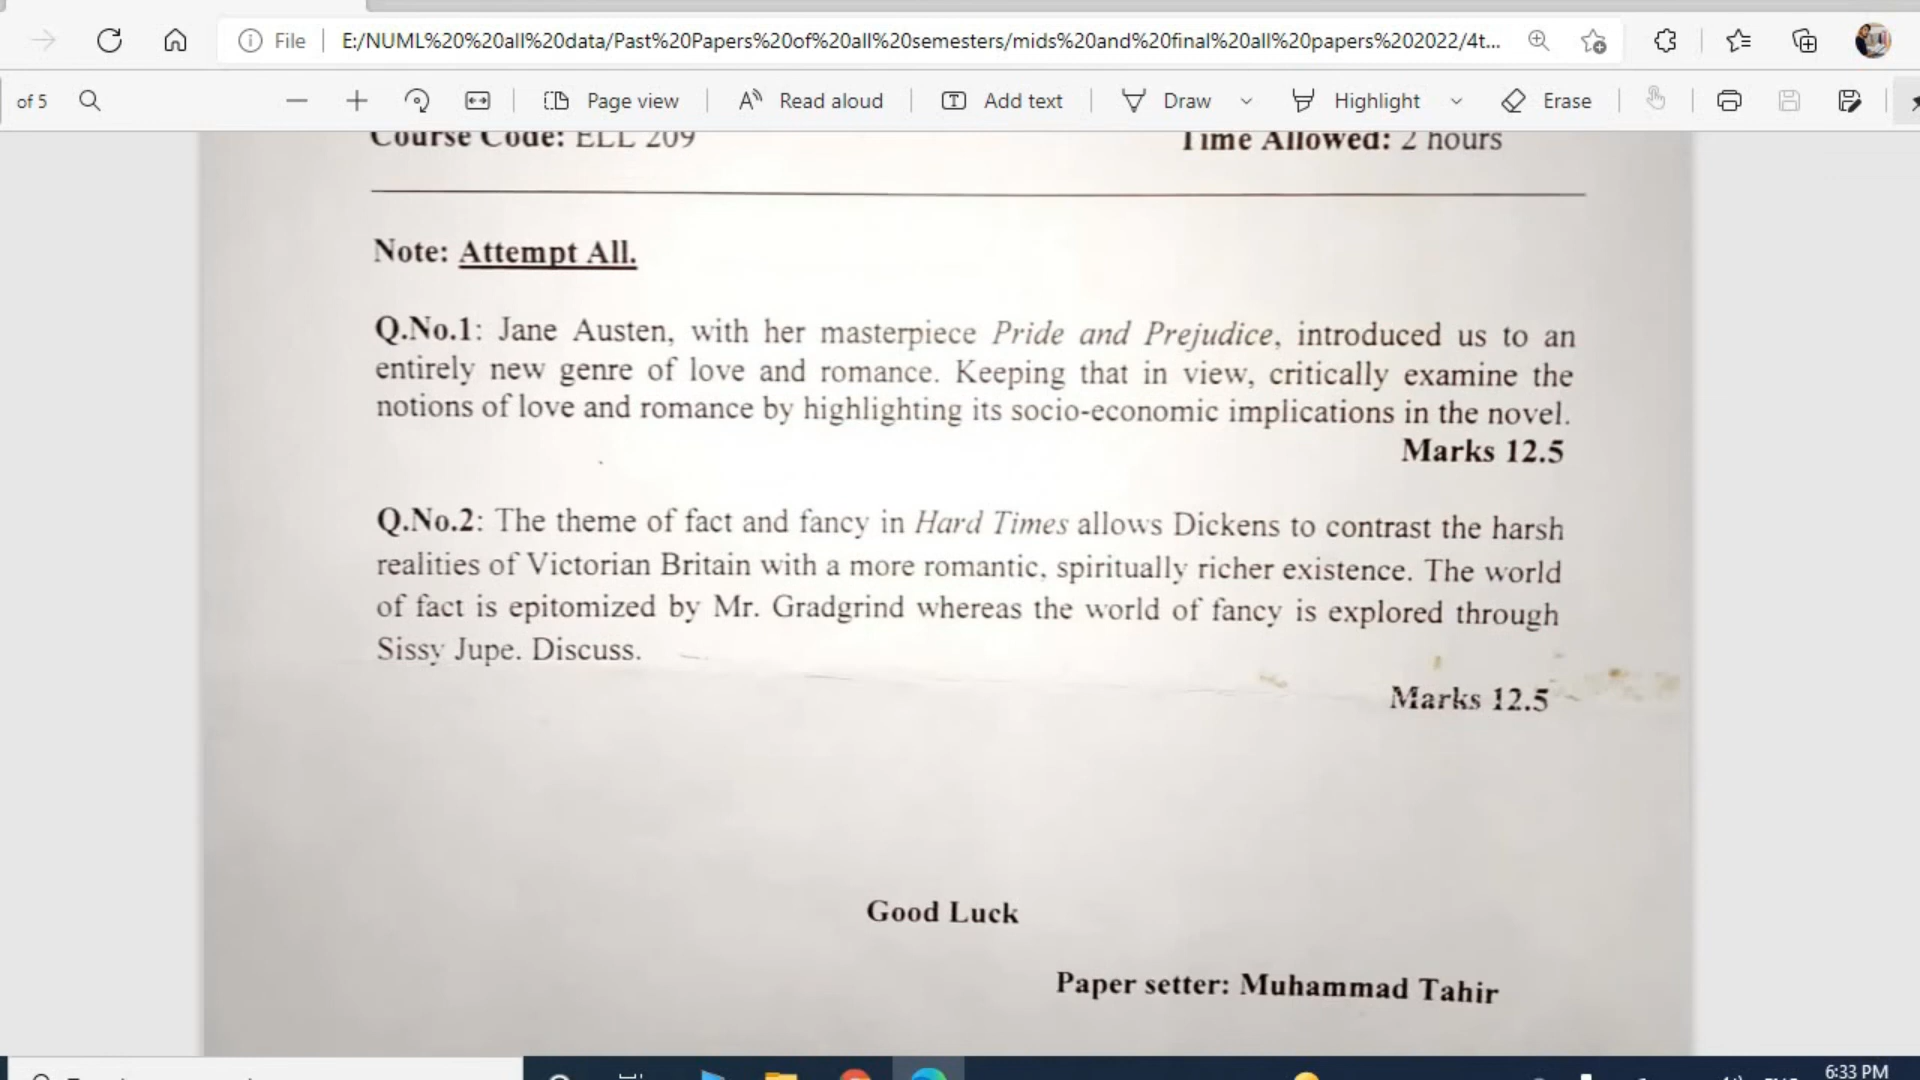 File
E:/NUML%20%20all%20data/Past%20Papers%20of%20all%20semesters/mids%20and%20final%20all%20papers%202022/4t...
of 5
Page view
Read aloud
Add text
Draw
Highlight
Erase
Course Code: ELL 209
Time Allowed: 2 hours
Note: Attempt All.
Q.No.1: Jane Austen, with her masterpiece Pride and Prejudice, introduced us to an
entirely new genre of love and romance. Keeping that in view, critically examine the
notions of love and romance by highlighting its socio-economic implications in the novel.
Marks 12.5
Q.No.2: The theme of fact and fancy in Hard Times allows Dickens to contrast the harsh
realities of Victorian Britain with a more romantic, spiritually richer existence. The world
of fact is epitomized by Mr. Gradgrind whereas the world of fancy is explored through
Sissy Jupe. Discuss.
Marks 12.5
Good Luck
Paper setter: Muhammad Tahir
6:33 PM